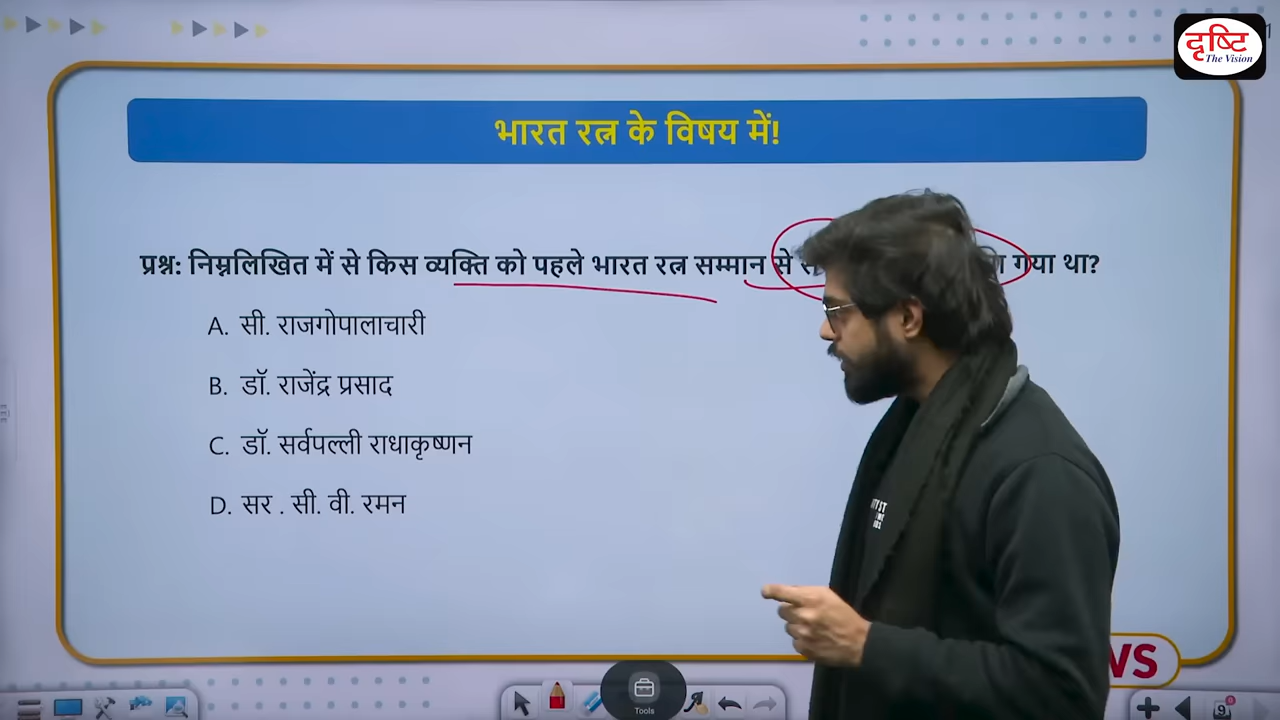 दृष्टि
The Vision
भारत रत्न के विषय में!
प्रश्न: निम्नलिखित में से किस व्यक्ति को पहले भारत रत्न सम्मान से गया था?
A. सी. राजगोपालाचारी
B. डॉ. राजेंद्र प्रसाद
C. डॉ. सर्वपल्ली राधाकृष्णन
D. सर . सी. वी. रमन
Tools
9